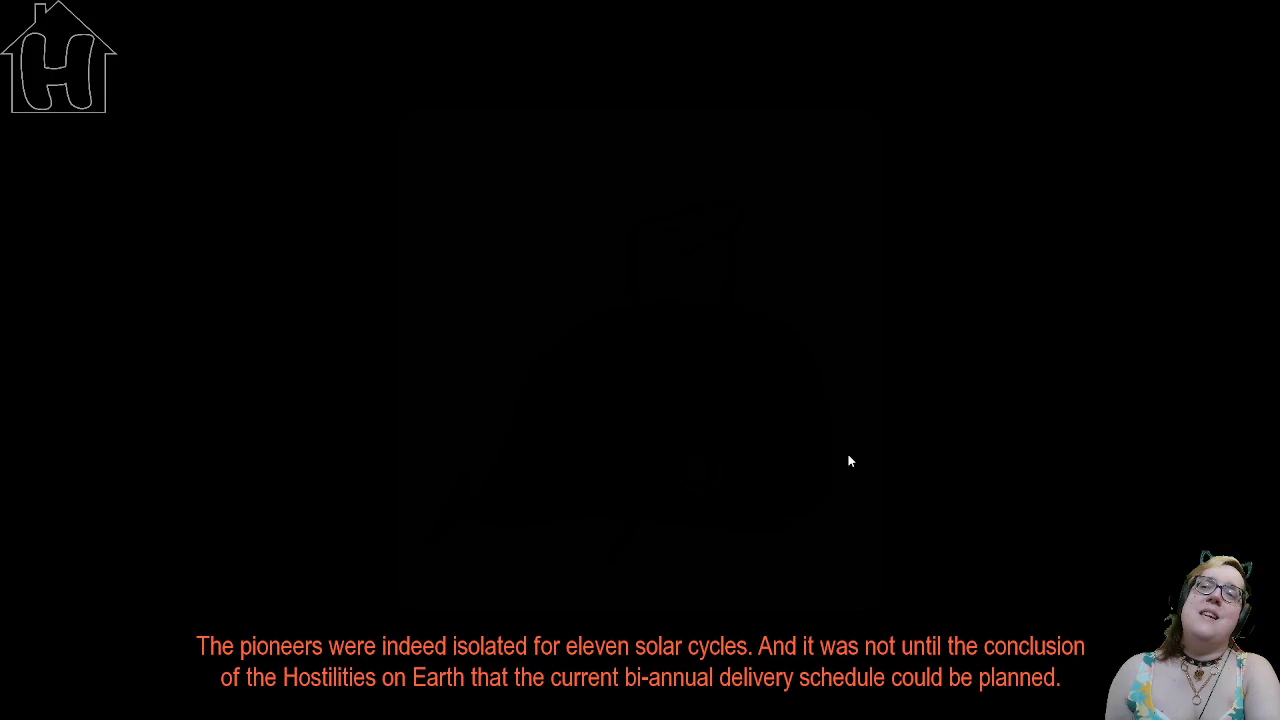 H
The pioneers were indeed isolated for eleven solar cycles. And it was not until the conclusion
of the Hostilities on Earth that the current bi-annual delivery schedule could be planned.